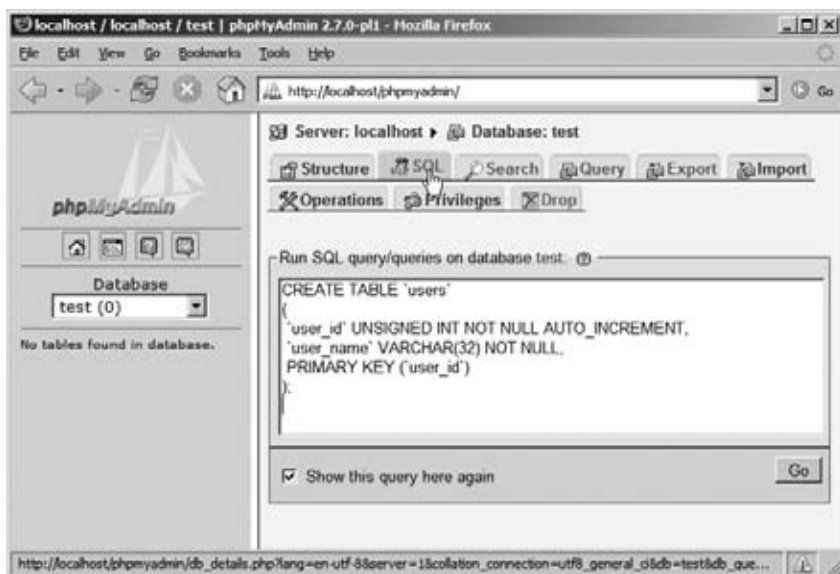 localhost / localhost / test | phpMyAdmin 2.7.0-pl1 - Mozilla Firefox
File Edit View Go Bookmarks Tools Help
http://localhost/phpmyadmin/ Go
phpMyAdmin
Database
test (0)
No tables found in database.
Server: localhost Database: test
Structure SQL Search Query Export Import
Operations Privileges Drop
Run SQL query/queries on database test:
CREATE TABLE `users`
(
`user_id` UNSIGNED INT NOT NULL AUTO_INCREMENT,
`user_name` VARCHAR(32) NOT NULL,
PRIMARY KEY (`user_id`)
);
Show this query here again
Go
http://localhost/phpmyadmin/db_details.php?lang=en-utf-8&server=1&collation_connection=utf8_general_ci&db=test&db_que...